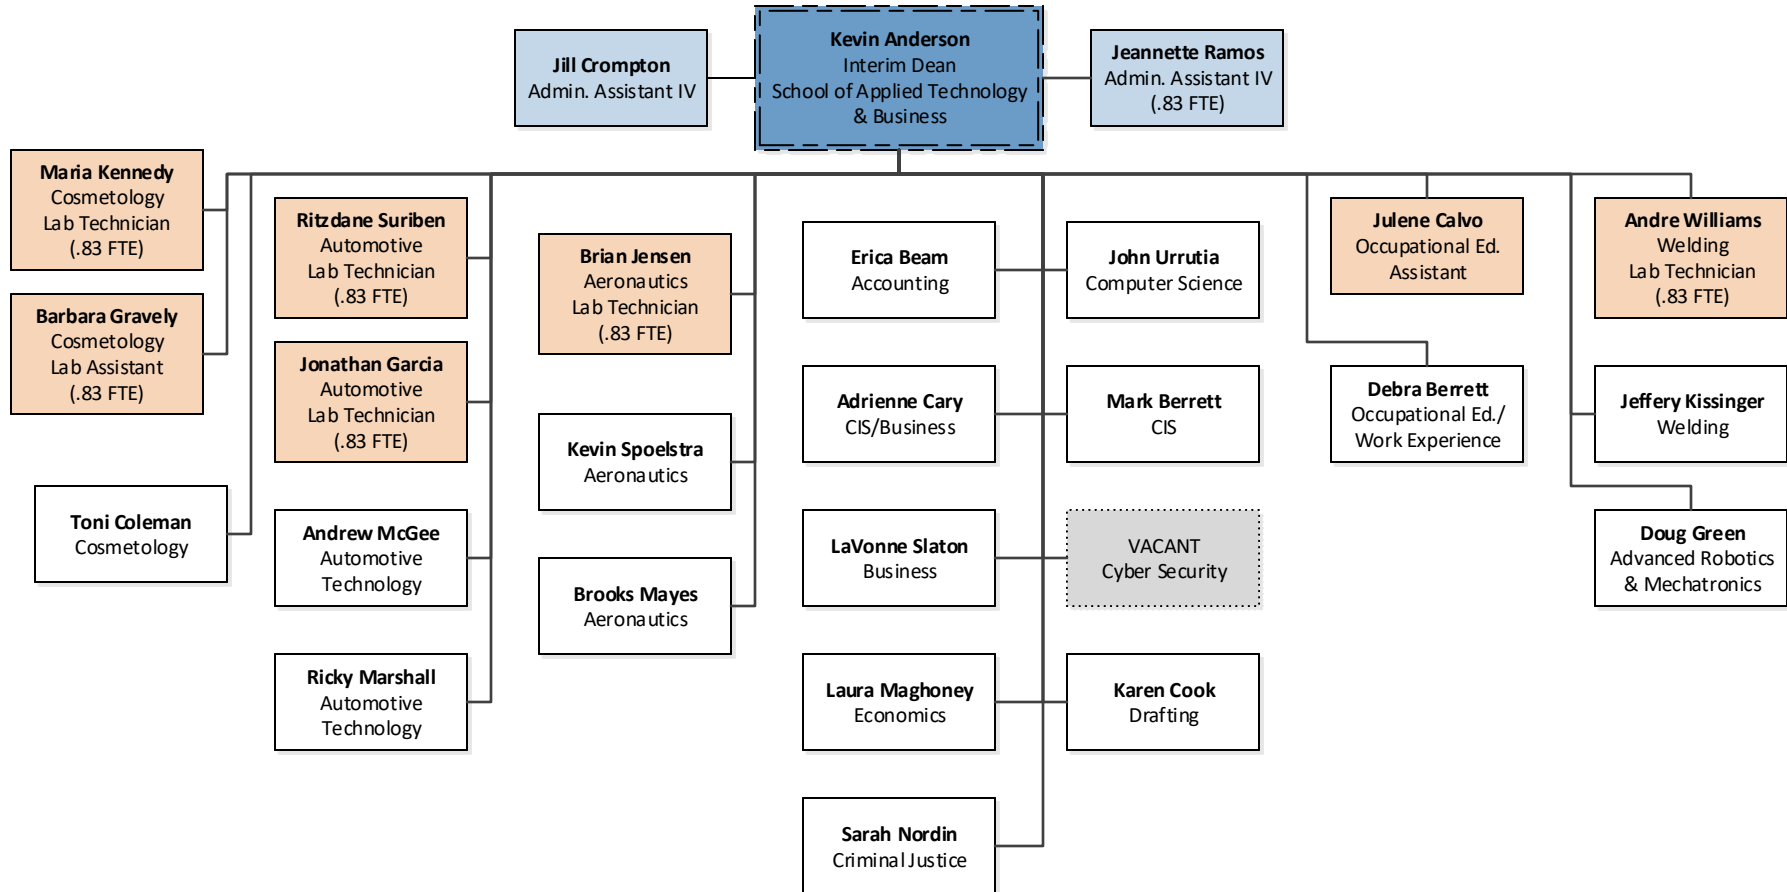 Jill Crompton
Admin. Assistant IV
Kevin Anderson
Interim Dean
School of Applied Technology
& Business
Jeannette Ramos
Admin. Assistant IV
(.83 FTE)
Maria Kennedy
Cosmetology
Lab Technician
(.83 FTE)
Barbara Gravely
Cosmetology
Lab Assistant
(.83 FTE)
Toni Coleman
Cosmetology
Ritzdane Suriben
Automotive
Lab Technician
(.83 FTE)
Jonathan Garcia
Automotive
Lab Technician
(.83 FTE)
Andrew McGee
Automotive
Technology
Ricky Marshall
Automotive
Technology
Brian Jensen
Aeronautics
Lab Technician
(.83 FTE)
Kevin Spoelstra
Aeronautics
Brooks Mayes
Aeronautics
Erica Beam
Accounting
Adrienne Cary
CIS/Business
LaVonne Slaton
Business
Laura Maghoney
Economics
Sarah Nordin
Criminal Justice
John Urrutia
Computer Science
Mark Berrett
CIS
VACANT
Cyber Security
Karen Cook
Drafting
Julene Calvo
Occupational Ed.
Assistant
Debra Berrett
Occupational Ed./
Work Experience
Andre Williams
Welding
Lab Technician
(.83 FTE)
Jeffery Kissinger
Welding
Doug Green
Advanced Robotics
& Mechatronics